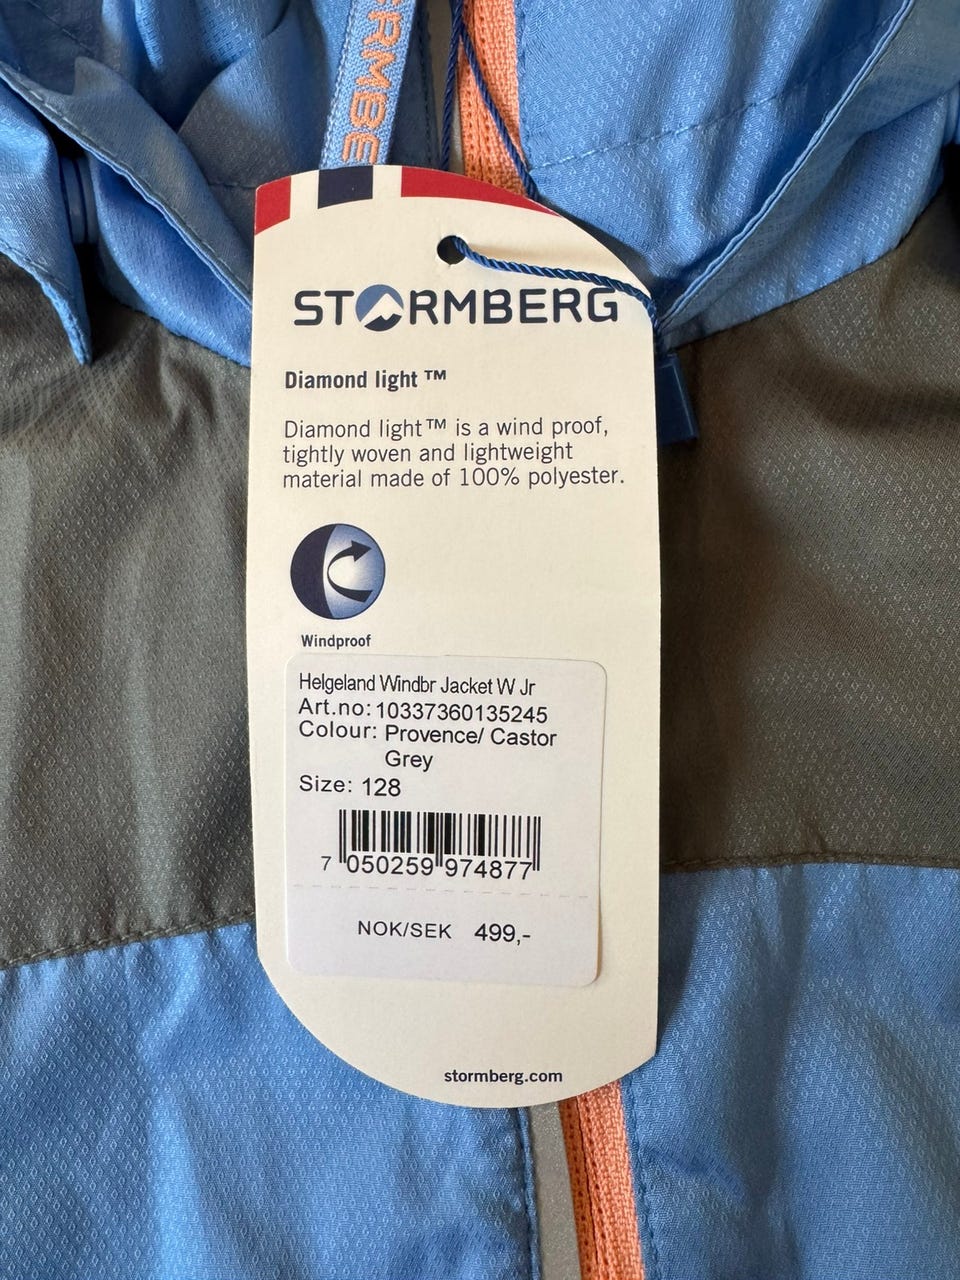 ERMBE
STORMBERG
Diamond light ™
Diamond light™ is a wind proof,
tightly woven and lightweight
material made of 100% polyester.
Windproof
Helgeland Windbr Jacket W Jr
Art.no: 10337360135245
Colour: Provence/ Castor
Grey
Size: 128
7 050259 974877
NOK/SEK 499,-
stormberg.com